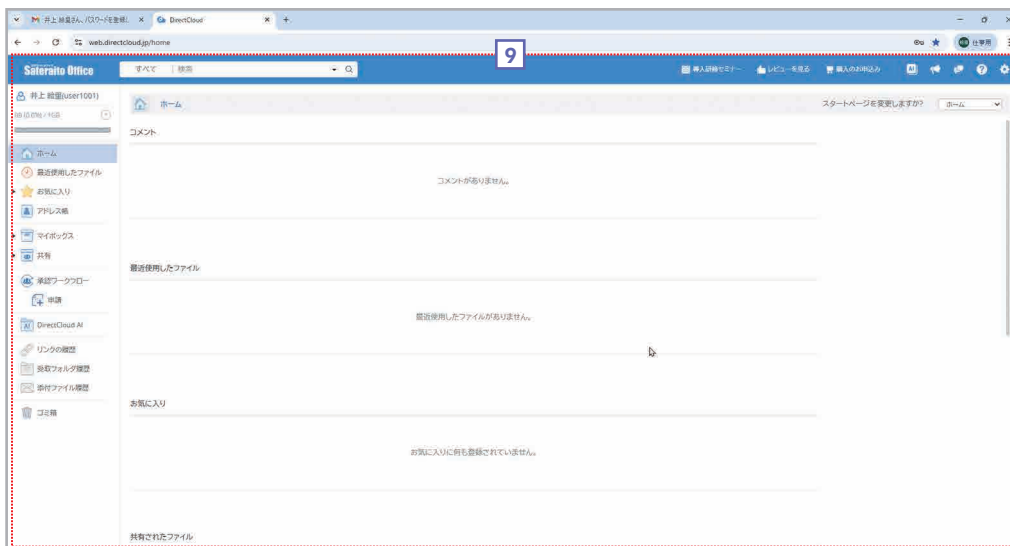 井上 絵里さん、パスワードを登録し
DirectCloud
web.directcloud.jp/home
仕事用
9
Sateraito Office
すべて 検索
導入研修セミナー レビューを見る 購入のお申込み
井上 絵里(user1001)
ホーム
スタートページを変更しますか? ホーム
ホーム
最近使用したファイル
お気に入り
アドレス帳
マイボックス
共有
承認ワークフロー
申請
AI DirectCloud AI
リンクの履歴
受取フォルダ履歴
添付ファイル履歴
ゴミ箱
コメント
コメントがありません。
最近使用したファイル
最近使用したファイルがありません。
お気に入り
お気に入りに何も登録されていません。
共有されたファイル